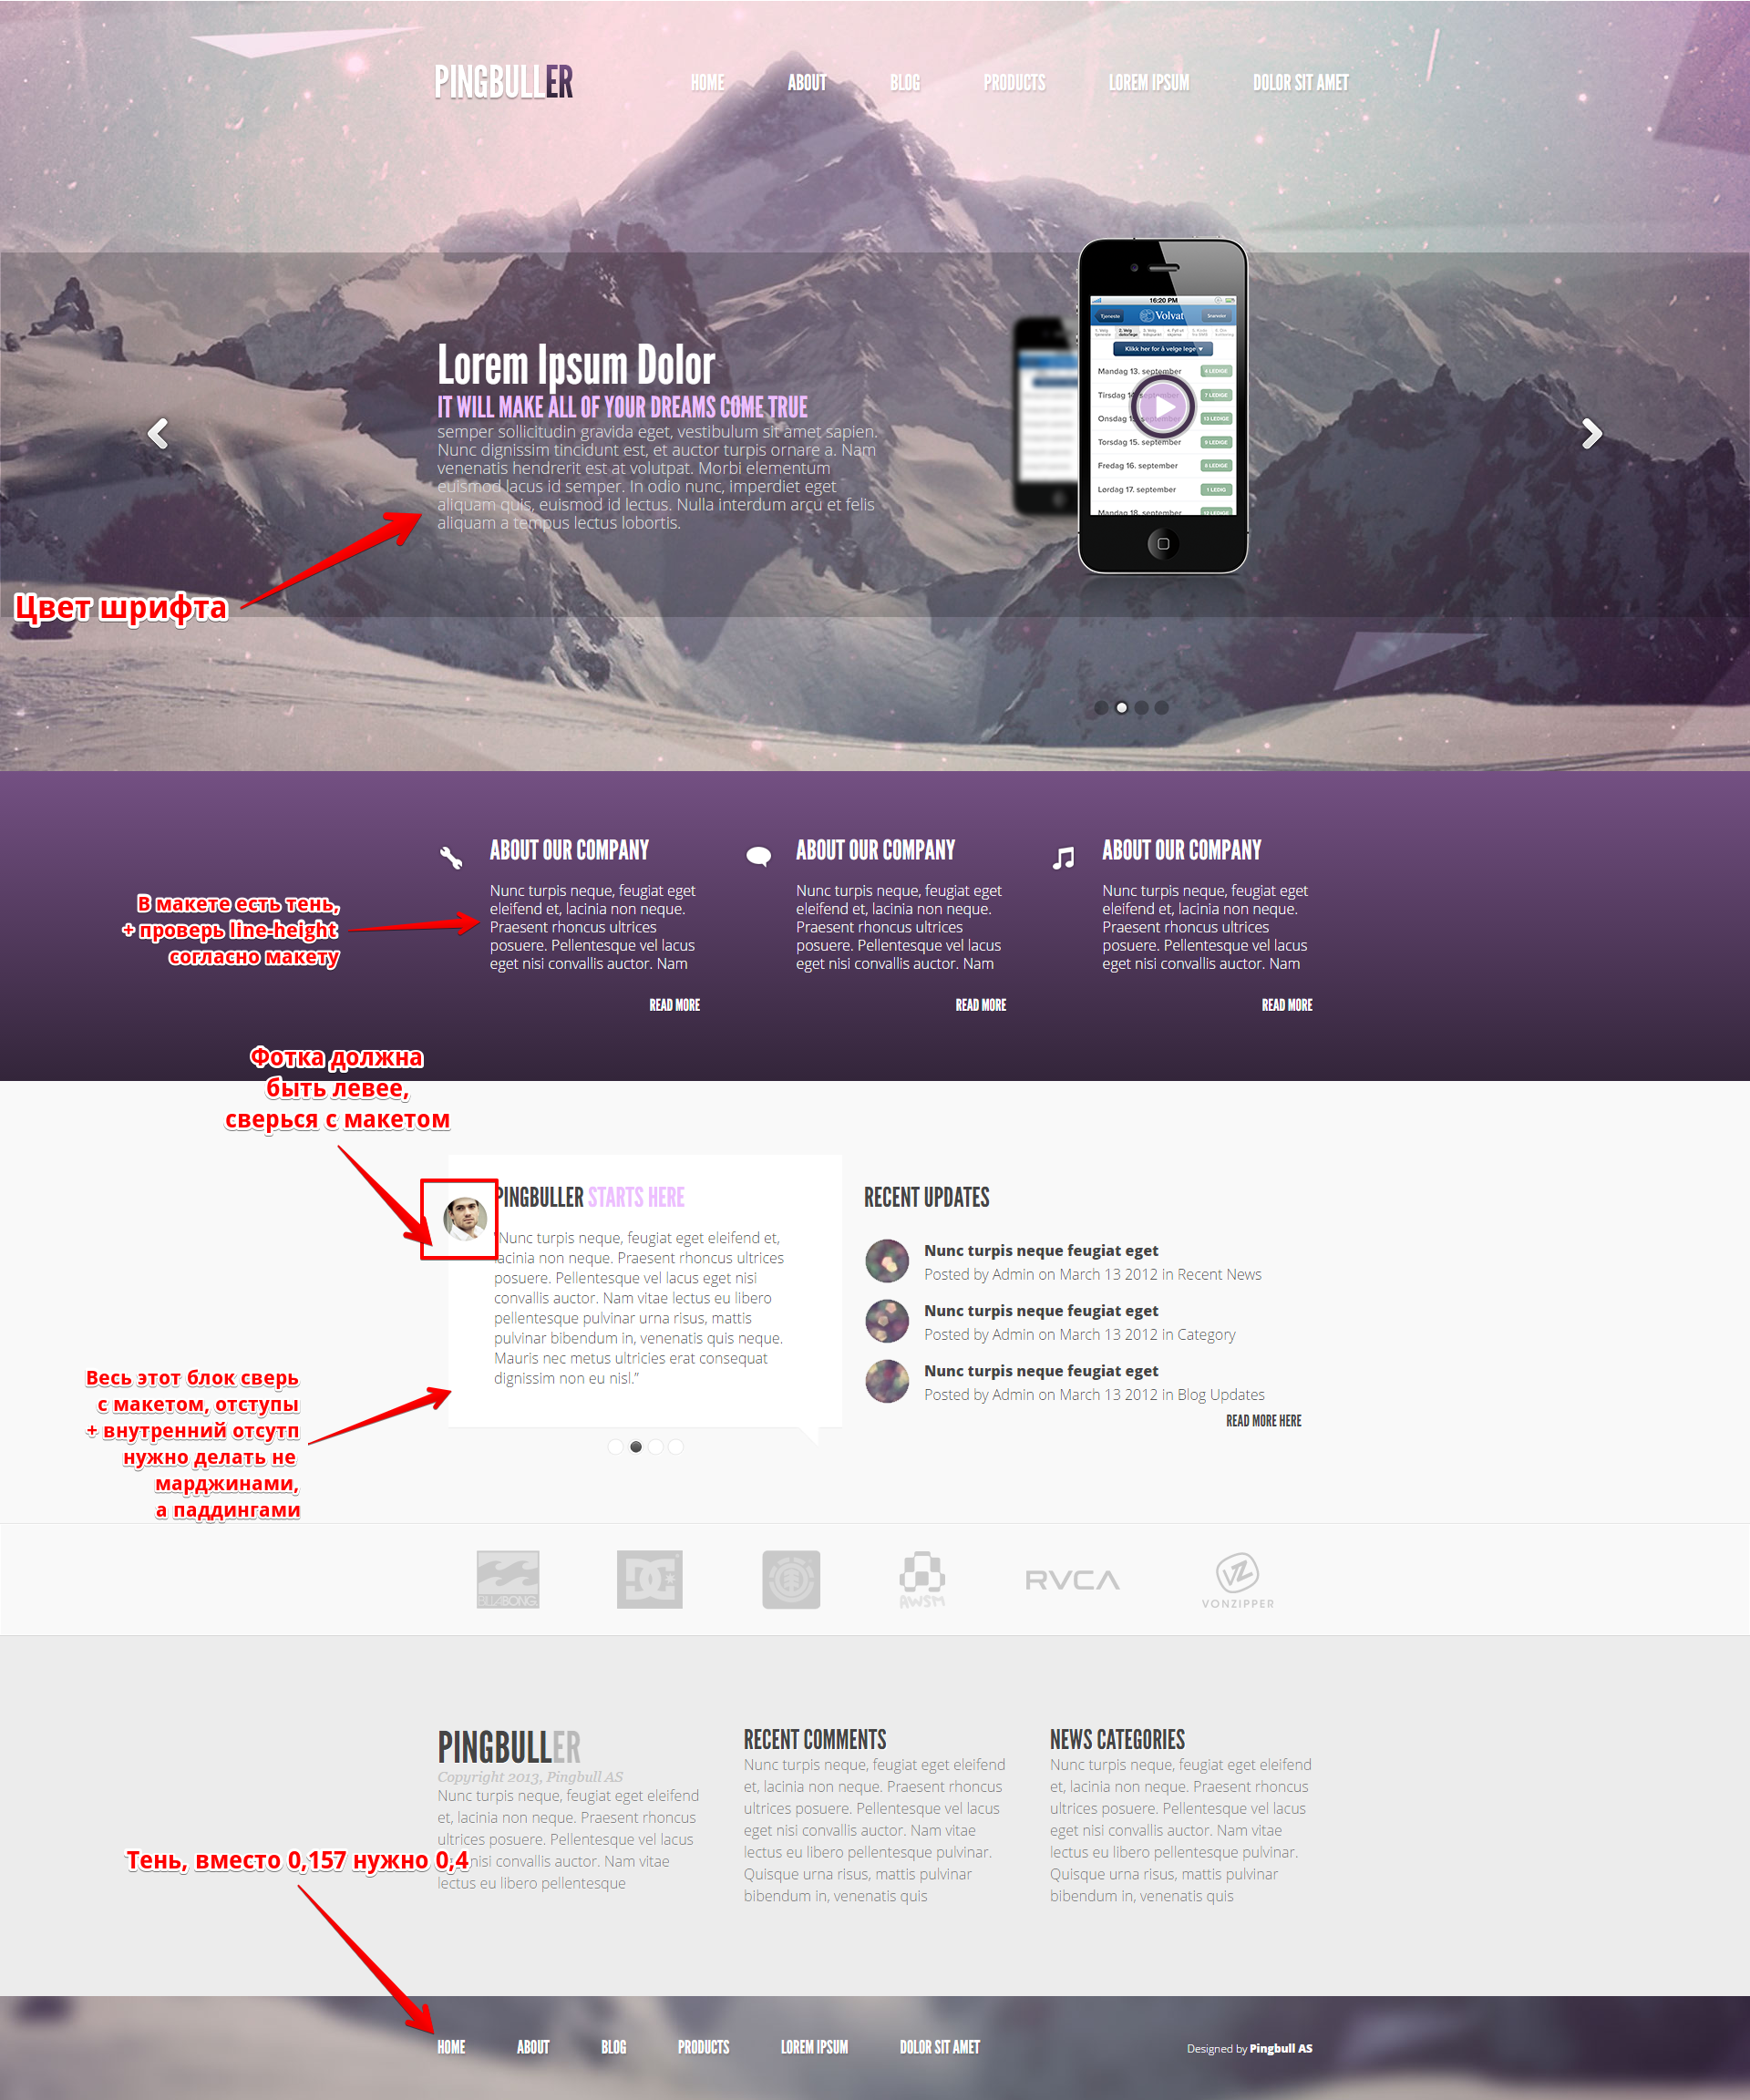 PINGBULLER
HOME ABOUT BLOG PRODUCTS LOREM IPSUM DOLOR SIT AMET
Lorem Ipsum Dolor
IT WILL MAKE ALL OF YOUR DREAMS COME TRUE
semper sollicitudin gravida eget, vestibulum sit amet sapien.
Nunc dignissim tincidunt est, et auctor turpis ornare a. Nam
venenatis hendrerit est at volutpat. Morbi elementum
euismod lacus id semper. In odio nunc, imperdiet eget
aliquam quis, euismod id lectus. Nulla interdum arcu et felis
aliquam a tempus lectus lobortis.
Цвет шрифта
16:20 PM
Tjeneste
Volvat
Klikk her for å velge lege
Mandag 13. september
6 LEDIGE
Tirsdag 14. september
7 LEDIGE
Onsdag september
13 LEDIGE
Torsdag 15. september
6 LEDIGE
Fredag 16. september
8 LEDIGE
Lørdag 17. september
1 LEDIG
Mandag 18. september
12 LEDIGE
ABOUT OUR COMPANY
Nunc turpis neque, feugiat eget
eleifend et, lacinia non neque.
Praesent rhoncus ultrices
posuere. Pellentesque vel lacus
eget nisi convallis auctor. Nam
READ MORE
ABOUT OUR COMPANY
Nunc turpis neque, feugiat eget
eleifend et, lacinia non neque.
Praesent rhoncus ultrices
posuere. Pellentesque vel lacus
eget nisi convallis auctor. Nam
READ MORE
ABOUT OUR COMPANY
Nunc turpis neque, feugiat eget
eleifend et, lacinia non neque.
Praesent rhoncus ultrices
posuere. Pellentesque vel lacus
eget nisi convallis auctor. Nam
READ MORE
В макете есть тень,
+ проверь line-height
согласно макету
Фотка должна
быть левее,
сверься с макетом
PINGBULLER STARTS HERE
"Nunc turpis neque, feugiat eget eleifend et,
lacinia non neque. Praesent rhoncus ultrices
posuere. Pellentesque vel lacus eget nisi
convallis auctor. Nam vitae lectus eu libero
pellentesque pulvinar urna risus, mattis
pulvinar bibendum in, venenatis quis neque.
Mauris nec metus ultricies erat consequat
dignissim non eu nisl.”
RECENT UPDATES
Nunc turpis neque feugiat eget
Posted by Admin on March 13 2012 in Recent News
Nunc turpis neque feugiat eget
Posted by Admin on March 13 2012 in Category
Nunc turpis neque feugiat eget
Posted by Admin on March 13 2012 in Blog Updates
READ MORE HERE
Весь этот блок сверь
с макетом, отступы
+ внутренний отсутп
нужно делать не
марджинами,
а паддингами
BILLABONG
DC
AWSM
RVCA
VZ
VONZIPPER
PINGBULLER
Copyright 2013, Pingbull AS
Nunc turpis neque, feugiat eget eleifend
et, lacinia non neque. Praesent rhoncus
ultrices posuere. Pellentesque vel lacus
nisi convallis auctor. Nam vitae
lectus eu libero pellentesque
RECENT COMMENTS
Nunc turpis neque, feugiat eget eleifend
et, lacinia non neque. Praesent rhoncus
ultrices posuere. Pellentesque vel lacus
eget nisi convallis auctor. Nam vitae
lectus eu libero pellentesque pulvinar.
Quisque urna risus, mattis pulvinar
bibendum in, venenatis quis
NEWS CATEGORIES
Nunc turpis neque, feugiat eget eleifend
et, lacinia non neque. Praesent rhoncus
ultrices posuere. Pellentesque vel lacus
eget nisi convallis auctor. Nam vitae
lectus eu libero pellentesque pulvinar.
Quisque urna risus, mattis pulvinar
bibendum in, venenatis quis
Тень, вместо 0,157 нужно 0,4
HOME ABOUT BLOG PRODUCTS LOREM IPSUM DOLOR SIT AMET
Designed by Pingbull AS